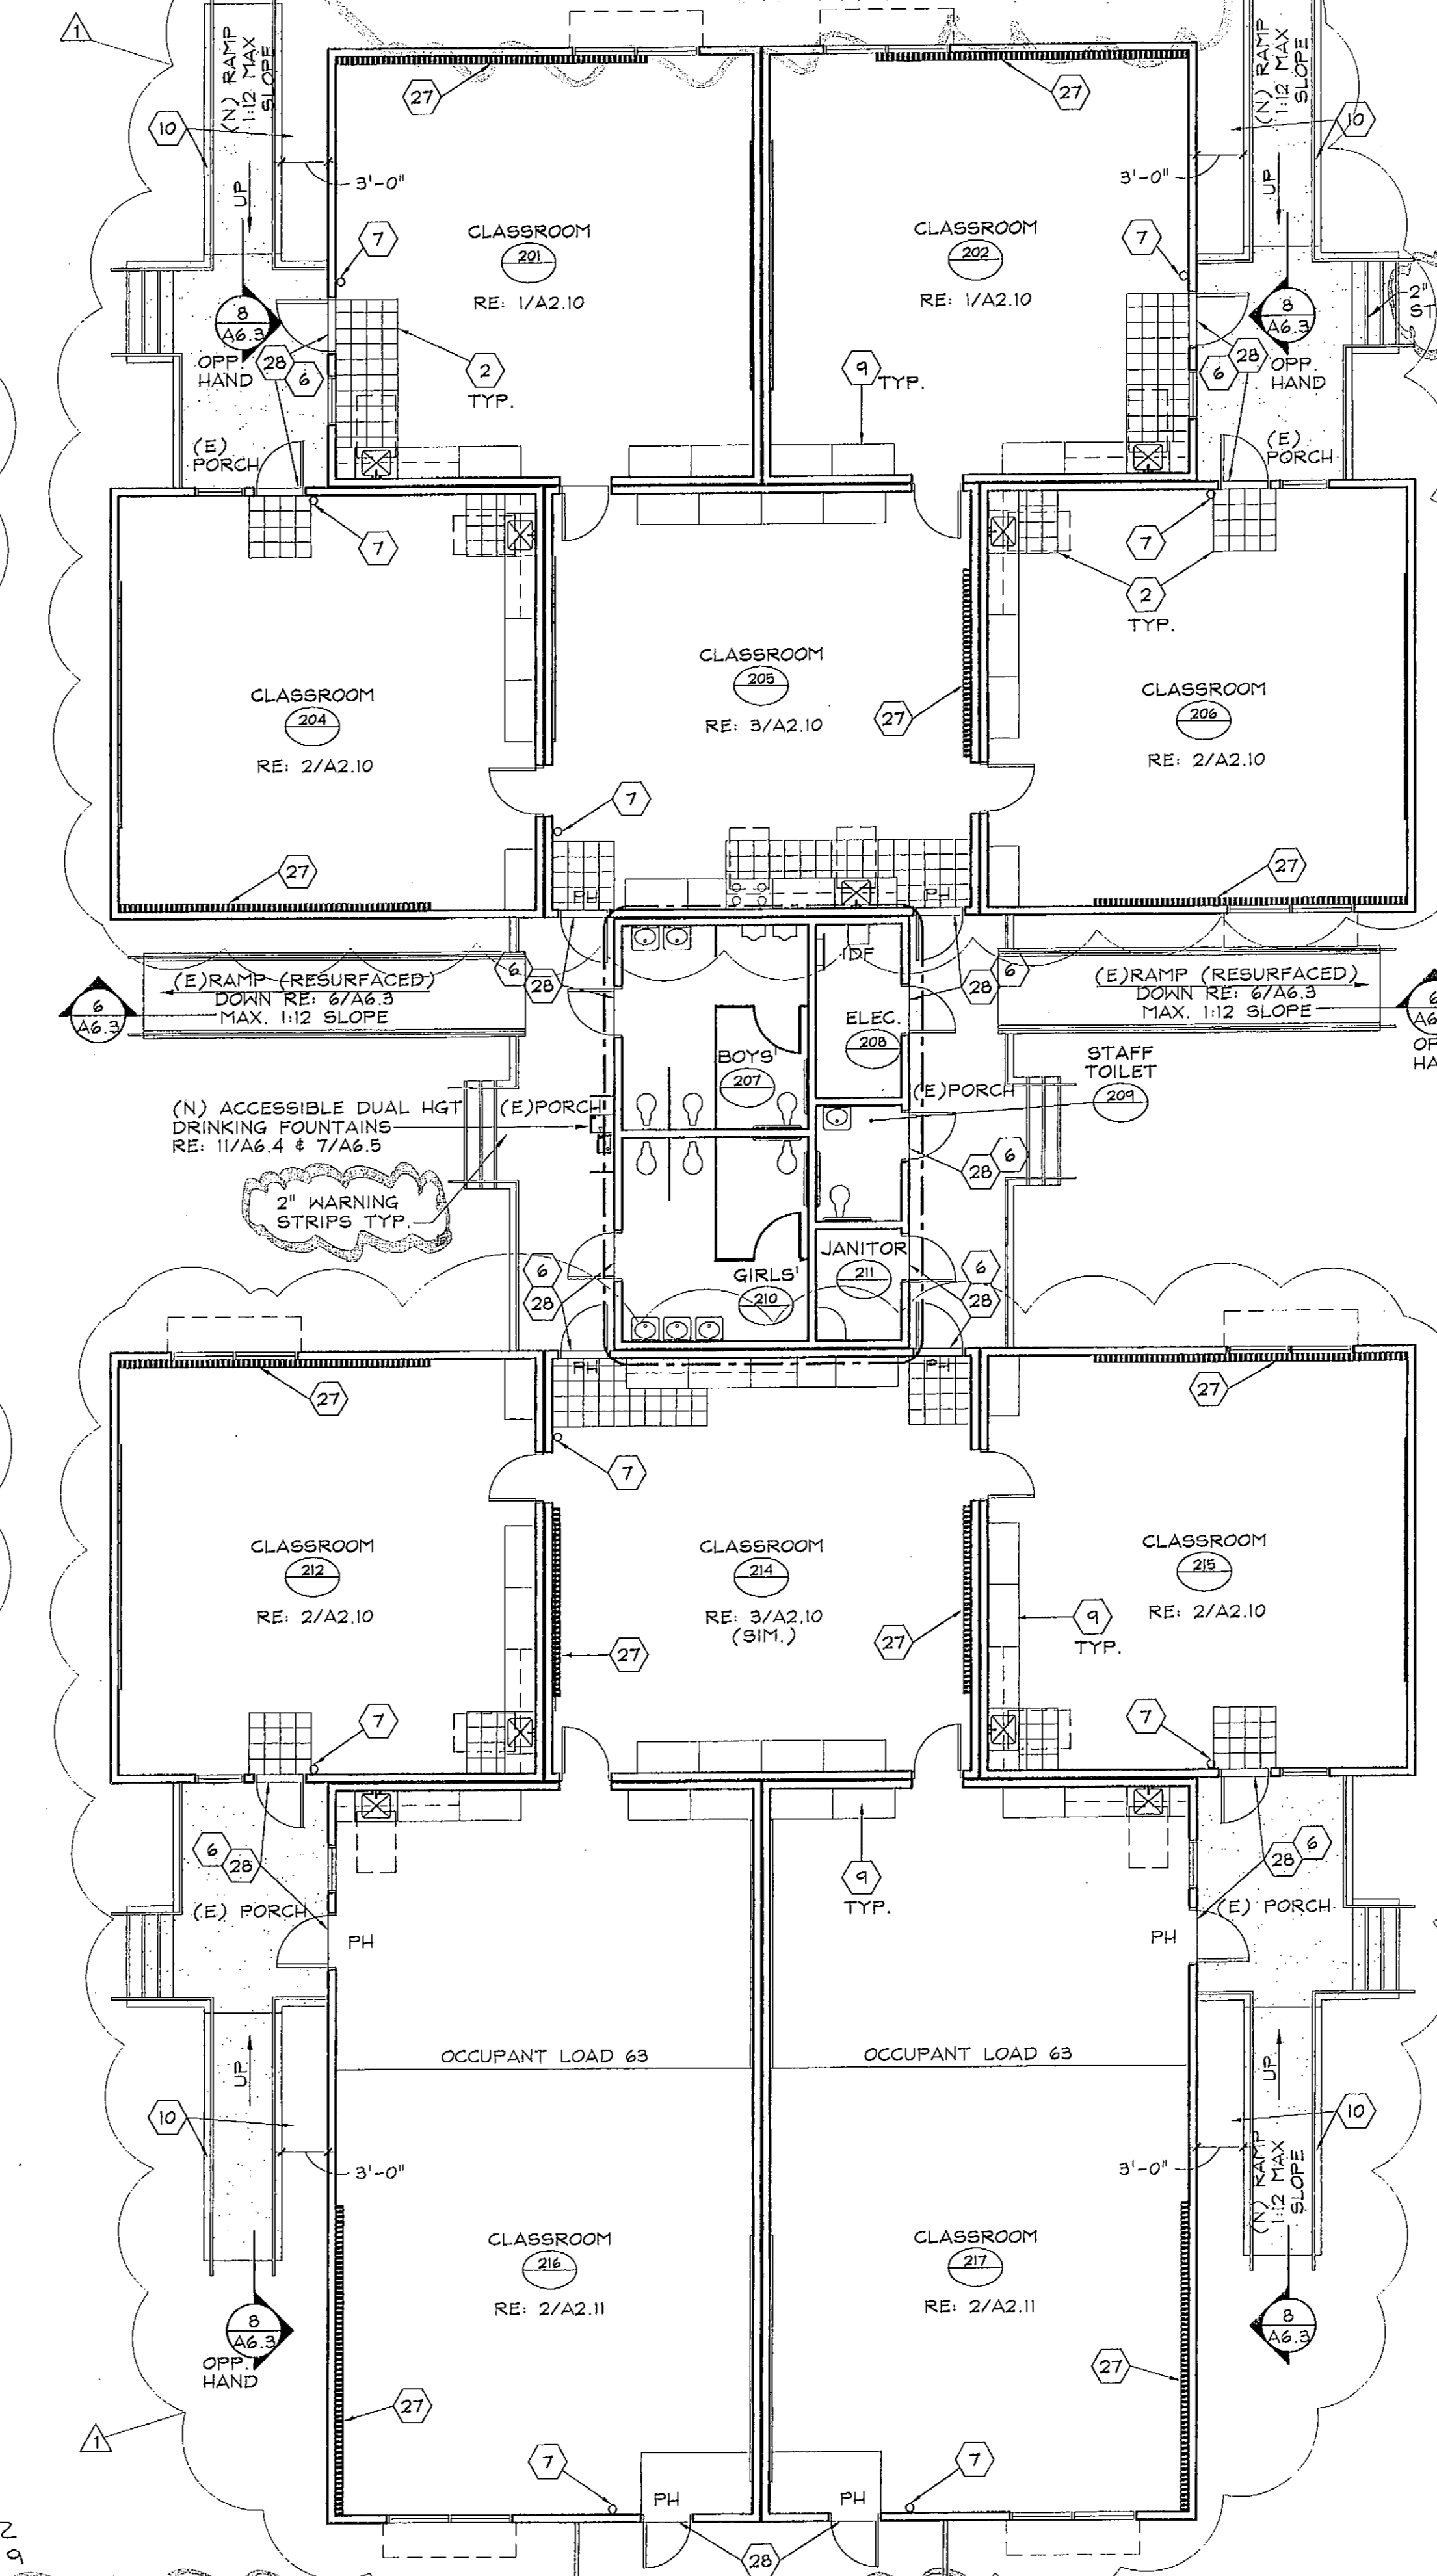 1
(N) RAMP
1:12 MAX
SLOPE
(N) RAMP
1:12 MAX
SLOPE
27
27
10
10
3'-0"
3'-0"
UP
UP
7
CLASSROOM
201
RE: 1/A2.10
CLASSROOM
202
RE: 1/A2.10
7
8
A6.3
OPP.
HAND
28
6
2
TYP.
9
TYP.
8
A6.3
OPP.
HAND
6
28
2"
ST
(E)
PORCH
(E)
PORCH
7
7
2
TYP.
CLASSROOM
204
RE: 2/A2.10
CLASSROOM
205
RE: 3/A2.10
27
CLASSROOM
206
RE: 2/A2.10
7
27
27
PH
PH
(E)RAMP (RESURFACED)
DOWN RE: 6/A6.3
MAX. 1:12 SLOPE
6
A6.3
6
28
IDF
28
6
(E)RAMP (RESURFACED)
DOWN RE: 6/A6.3
MAX. 1:12 SLOPE
6
A6
OP
HA
BOYS'
207
ELEC.
208
STAFF
TOILET
209
(E)PORCH
(N) ACCESSIBLE DUAL HGT
DRINKING FOUNTAINS
RE: 11/A6.4 & 7/A6.5
(E)PORCH
28
6
2" WARNING
STRIPS TYP.
6
28
GIRLS'
210
JANITOR
211
6
28
PH
PH
27
27
7
CLASSROOM
212
RE: 2/A2.10
CLASSROOM
214
RE: 3/A2.10
(SIM.)
27
27
CLASSROOM
215
RE: 2/A2.10
9
TYP.
7
7
6
28
(E) PORCH
PH
9
TYP.
PH
28
6
(E) PORCH
OCCUPANT LOAD 63
OCCUPANT LOAD 63
UP
UP
10
10
3'-0"
3'-0"
(N) RAMP
1:12 MAX
SLOPE
CLASSROOM
216
RE: 2/A2.11
CLASSROOM
217
RE: 2/A2.11
8
A6.3
OPP.
HAND
8
A6.3
27
27
1
7
7
PH
PH
28
2
9